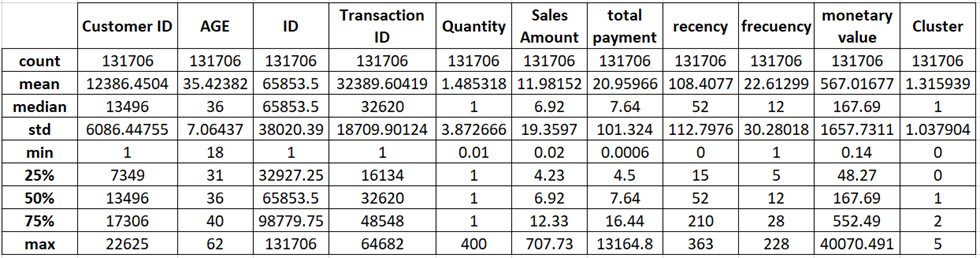 Customer ID AGE ID Transaction ID Quantity Sales Amount total payment recency frecuency monetary value Cluster
count 131706 131706 131706 131706 131706 131706 131706 131706 131706 131706 131706
mean 12386.4504 35.42382 65853.5 32389.60419 1.485318 11.98152 20.95966 108.4077 22.61299 567.01677 1.315939
median 13496 36 65853.5 32620 1 6.92 7.64 52 12 167.69 1
std 6086.44755 7.06437 38020.39 18709.90124 3.872666 19.3597 101.324 112.7976 30.28018 1657.7311 1.037904
min 1 18 1 1 0.01 0.02 0.0006 0 1 0.14 0
25% 7349 31 32927.25 16134 1 4.23 4.5 15 5 48.27 0
50% 13496 36 65853.5 32620 1 6.92 7.64 52 12 167.69 1
75% 17306 40 98779.75 48548 1 12.33 16.44 210 28 552.49 2
max 22625 62 131706 64682 400 707.73 13164.8 363 228 40070.491 5